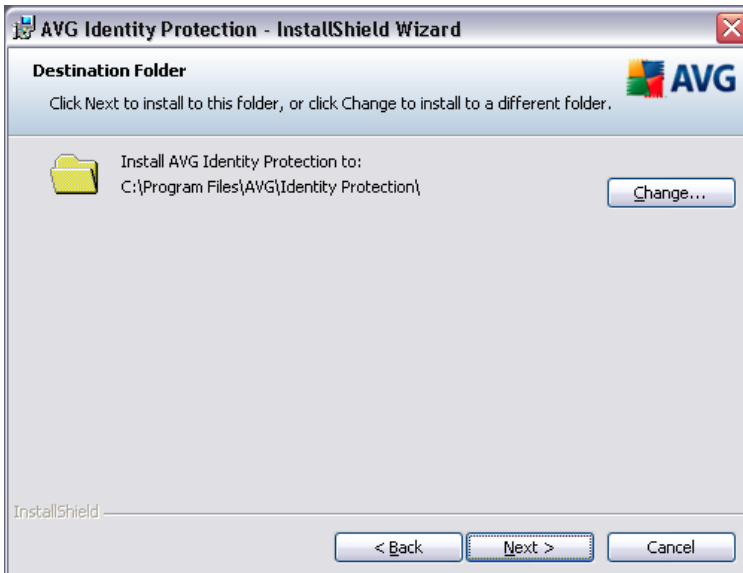 AVG Identity Protection - InstallShield Wizard
Destination Folder
Click Next to install to this folder, or click Change to install to a different folder.
AVG
Install AVG Identity Protection to:
C:\Program Files\AVG\Identity Protection\
Change...
InstallShield
< Back
Next >
Cancel